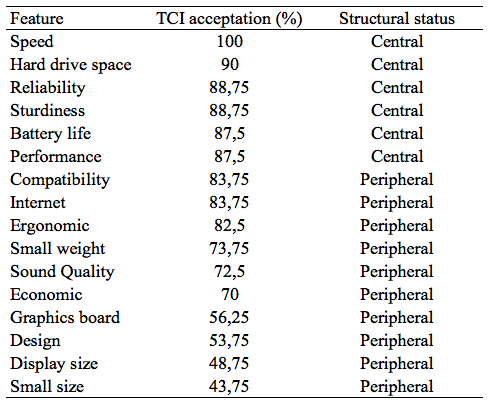 Feature TCI acceptation (%) Structural status
Speed 100 Central
Hard drive space 90 Central
Reliability 88,75 Central
Sturdiness 88,75 Central
Battery life 87,5 Central
Performance 87,5 Central
Compatibility 83,75 Peripheral
Internet 83,75 Peripheral
Ergonomic 82,5 Peripheral
Small weight 73,75 Peripheral
Sound Quality 72,5 Peripheral
Economic 70 Peripheral
Graphics board 56,25 Peripheral
Design 53,75 Peripheral
Display size 48,75 Peripheral
Small size 43,75 Peripheral